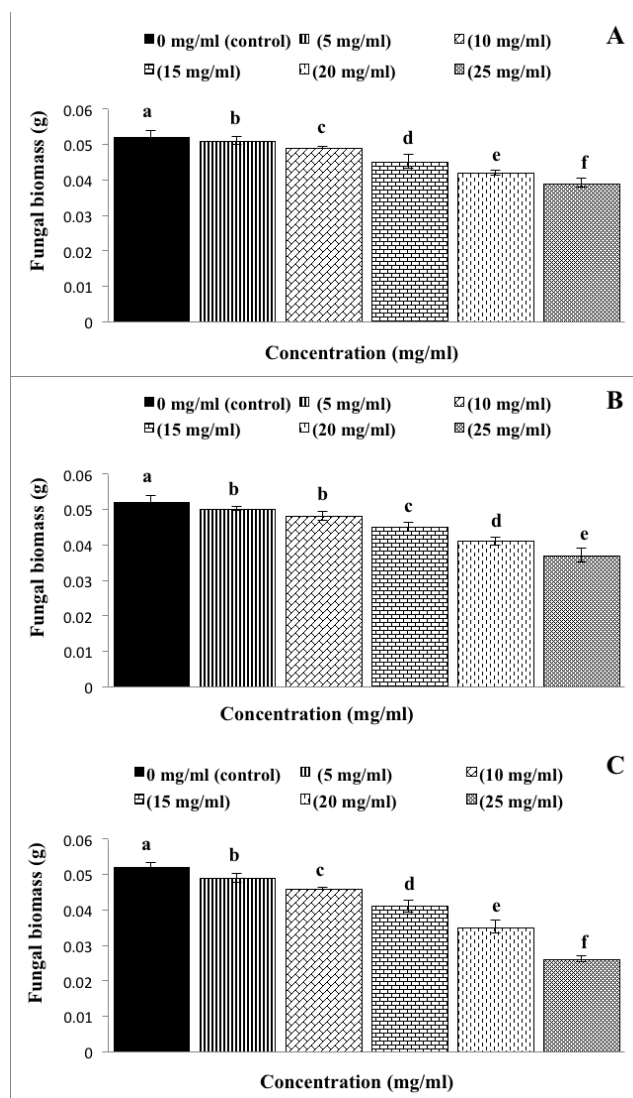 A
0 mg/ml (control) (5 mg/ml) (10 mg/ml)
(15 mg/ml) (20 mg/ml) (25 mg/ml)
Fungal biomass (g)
0.06
0.05
0.04
0.03
0.02
0.01
0
a b c d e f
Concentration (mg/ml)
B
0 mg/ml (control) (5 mg/ml) (10 mg/ml)
(15 mg/ml) (20 mg/ml) (25 mg/ml)
Fungal biomass (g)
0.06
0.05
0.04
0.03
0.02
0.01
0
a b b c d e
Concentration (mg/ml)
C
0 mg/ml (control) (5 mg/ml) (10 mg/ml)
(15 mg/ml) (20 mg/ml) (25 mg/ml)
Fungal biomass (g)
0.06
0.05
0.04
0.03
0.02
0.01
0
a b c d e f
Concentration (mg/ml)